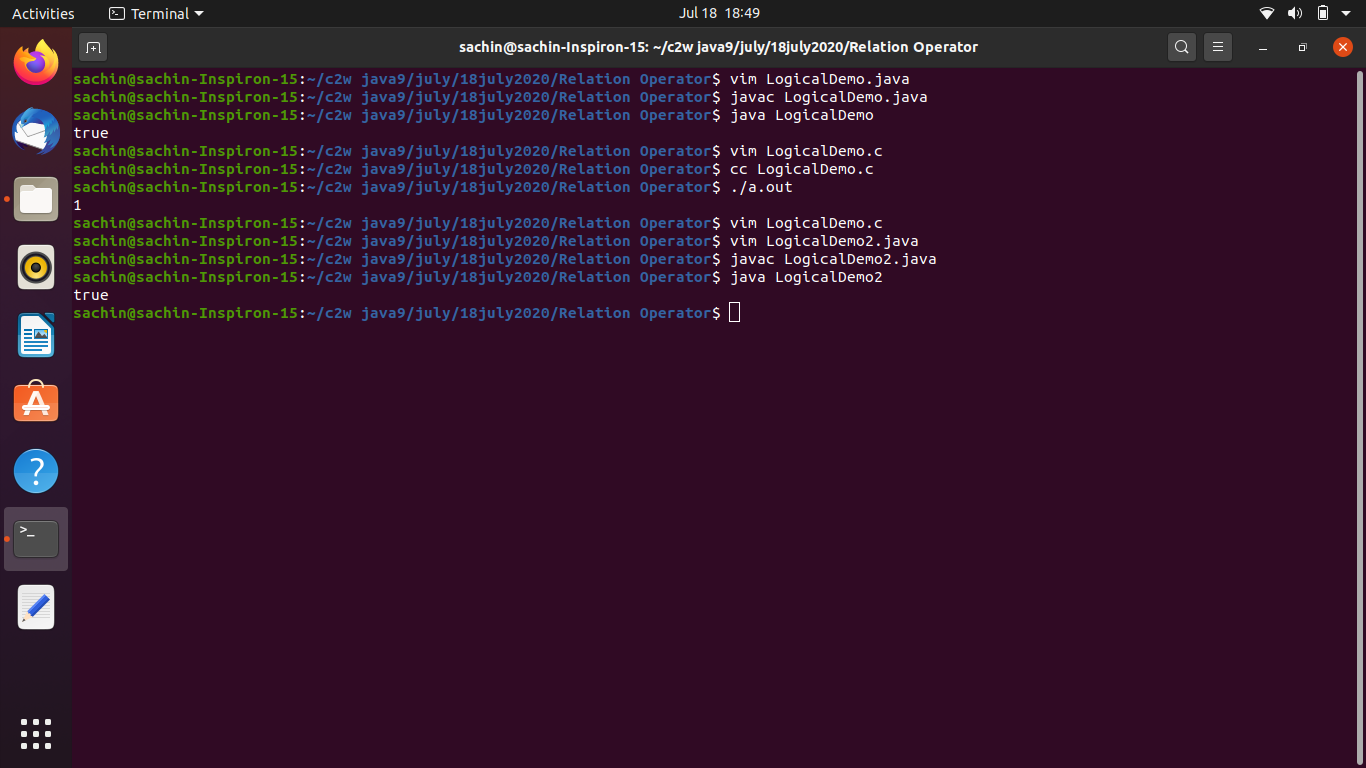 Activities
Terminal
Jul 18 18:49
sachin@sachin-Inspiron-15: ~/c2w java9/july/18july2020/Relation Operator
sachin@sachin-Inspiron-15:~/c2w java9/july/18july2020/Relation Operator$ vim LogicalDemo.java
sachin@sachin-Inspiron-15:~/c2w java9/july/18july2020/Relation Operator$ javac LogicalDemo.java
sachin@sachin-Inspiron-15:~/c2w java9/july/18july2020/Relation Operator$ java LogicalDemo
true
sachin@sachin-Inspiron-15:~/c2w java9/july/18july2020/Relation Operator$ vim LogicalDemo.c
sachin@sachin-Inspiron-15:~/c2w java9/july/18july2020/Relation Operator$ cc LogicalDemo.c
sachin@sachin-Inspiron-15:~/c2w java9/july/18july2020/Relation Operator$ ./a.out
1
sachin@sachin-Inspiron-15:~/c2w java9/july/18july2020/Relation Operator$ vim LogicalDemo.c
sachin@sachin-Inspiron-15:~/c2w java9/july/18july2020/Relation Operator$ vim LogicalDemo2.java
sachin@sachin-Inspiron-15:~/c2w java9/july/18july2020/Relation Operator$ javac LogicalDemo2.java
sachin@sachin-Inspiron-15:~/c2w java9/july/18july2020/Relation Operator$ java LogicalDemo2
true
sachin@sachin-Inspiron-15:~/c2w java9/july/18july2020/Relation Operator$